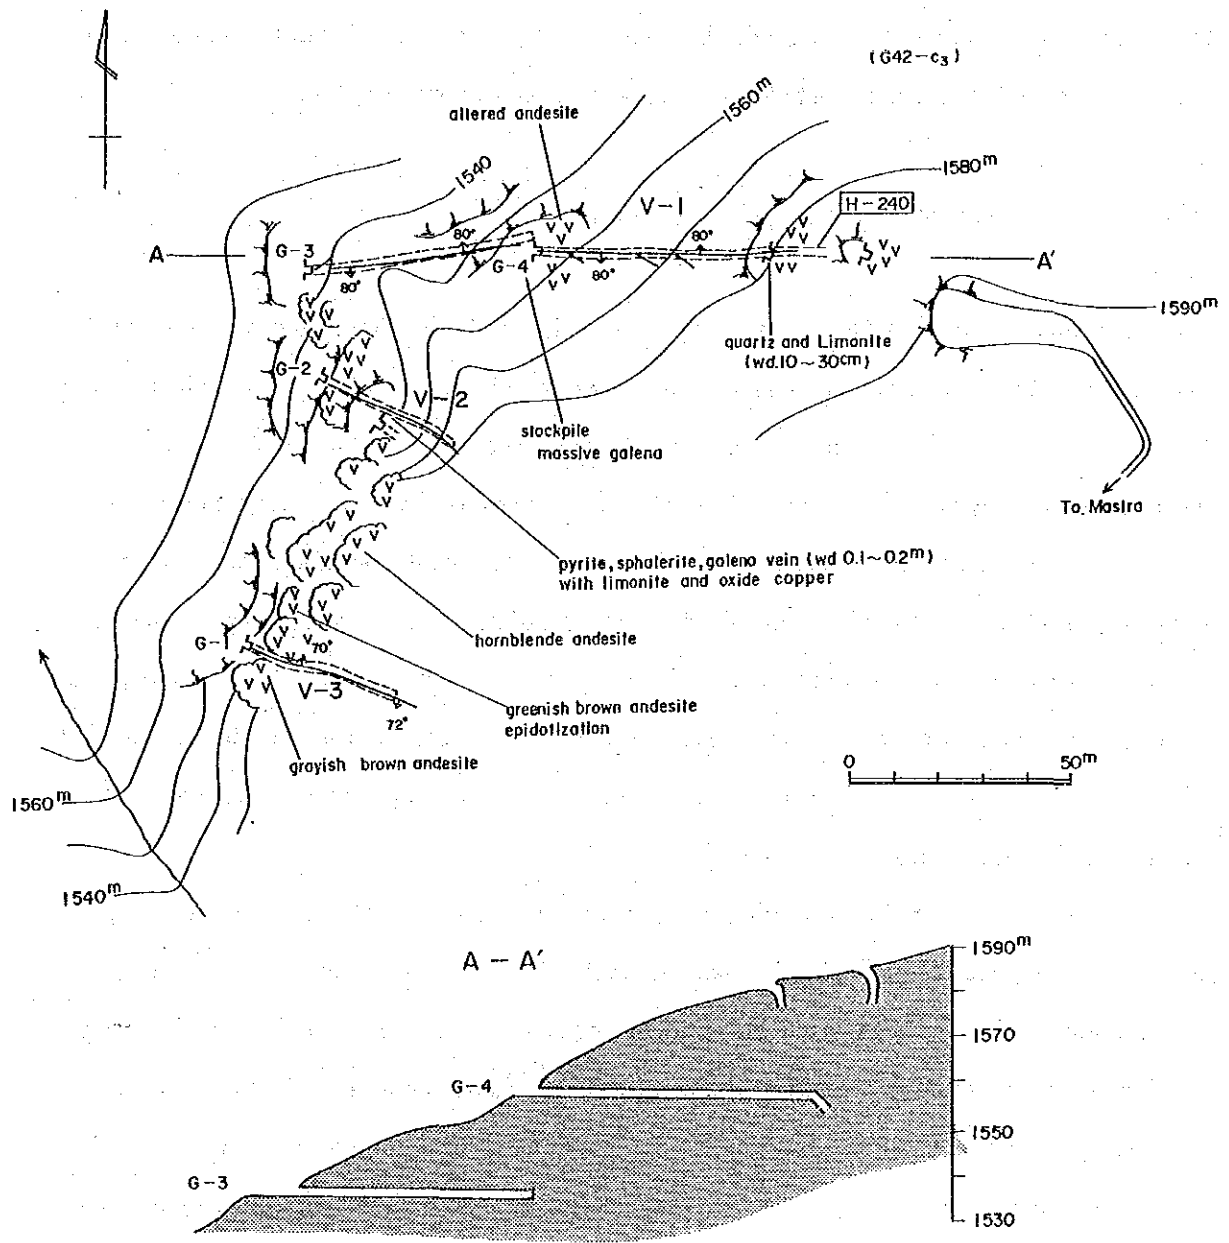 (G42-c₃)
1560ᵐ
altered andesite
1540
V-1
1580ᵐ
H-240
80°
80°
A
G-3
G-4
A'
80°
80°
1590ᵐ
quartz and Limonite
(wd.10~30cm)
G-2
V-2
stockpile
massive galena
To. Mastra
pyrite, sphalerite, galena vein (wd 0.1~0.2ᵐ)
with limonite and oxide copper
hornblende andesite
G-1
70°
V-3
72°
greenish brown andesite
epidotization
grayish brown andesite
0
50ᵐ
1560ᵐ
1540ᵐ
A - A'
1590ᵐ
1570
G-4
1550
G-3
1530